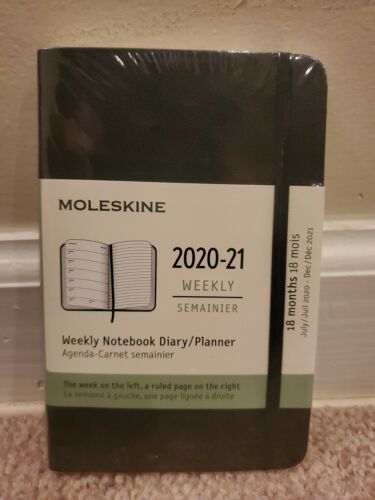 MOLESKINE
2020-21
WEEKLY
SEMAINIER
Weekly Notebook Diary/Planner
Agenda-Carnet semainier
The week on the left, a ruled page on the right
La semaine à gauche, une page lignée à droite
18 months 18 mois
July/Juil 2020 - Dec/Déc 2021